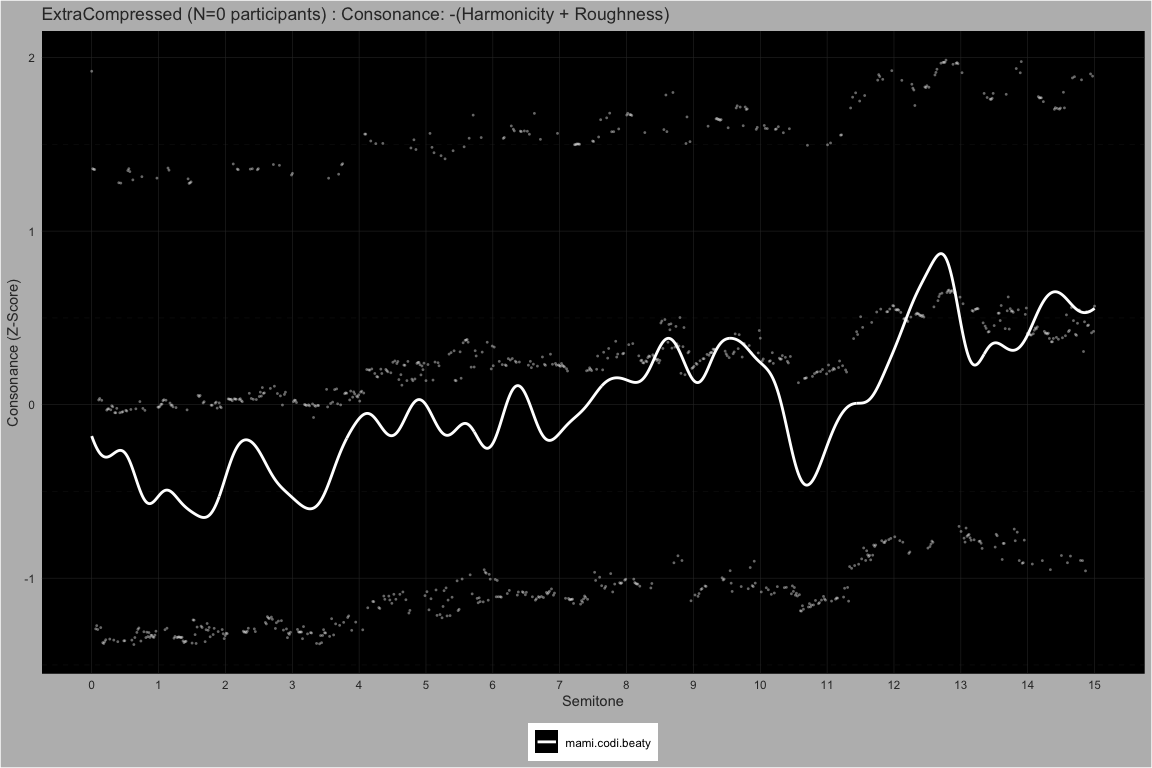 ExtraCompressed (N=0 participants) : Consonance: -(Harmonicity + Roughness)
Consonance (Z-Score)
2
1
0
-1
0 1 2 3 4 5 6 7 8 9 10 11 12 13 14 15
Semitone
mami.codi.beaty